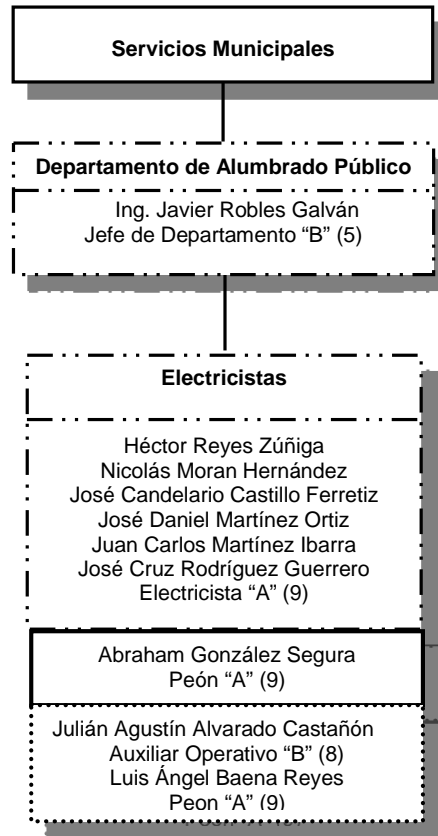 Servicios Municipales
Departamento de Alumbrado Público
Ing. Javier Robles Galván
Jefe de Departamento “B” (5)
Electricistas
Héctor Reyes Zúñiga
Nicolás Moran Hernández
José Candelario Castillo Ferretiz
José Daniel Martínez Ortiz
Juan Carlos Martínez Ibarra
José Cruz Rodríguez Guerrero
Electricista “A” (9)
Abraham González Segura
Peón “A” (9)
Julián Agustín Alvarado Castañón
Auxiliar Operativo “B” (8)
Luis Ángel Baena Reyes
Peon “A” (9)